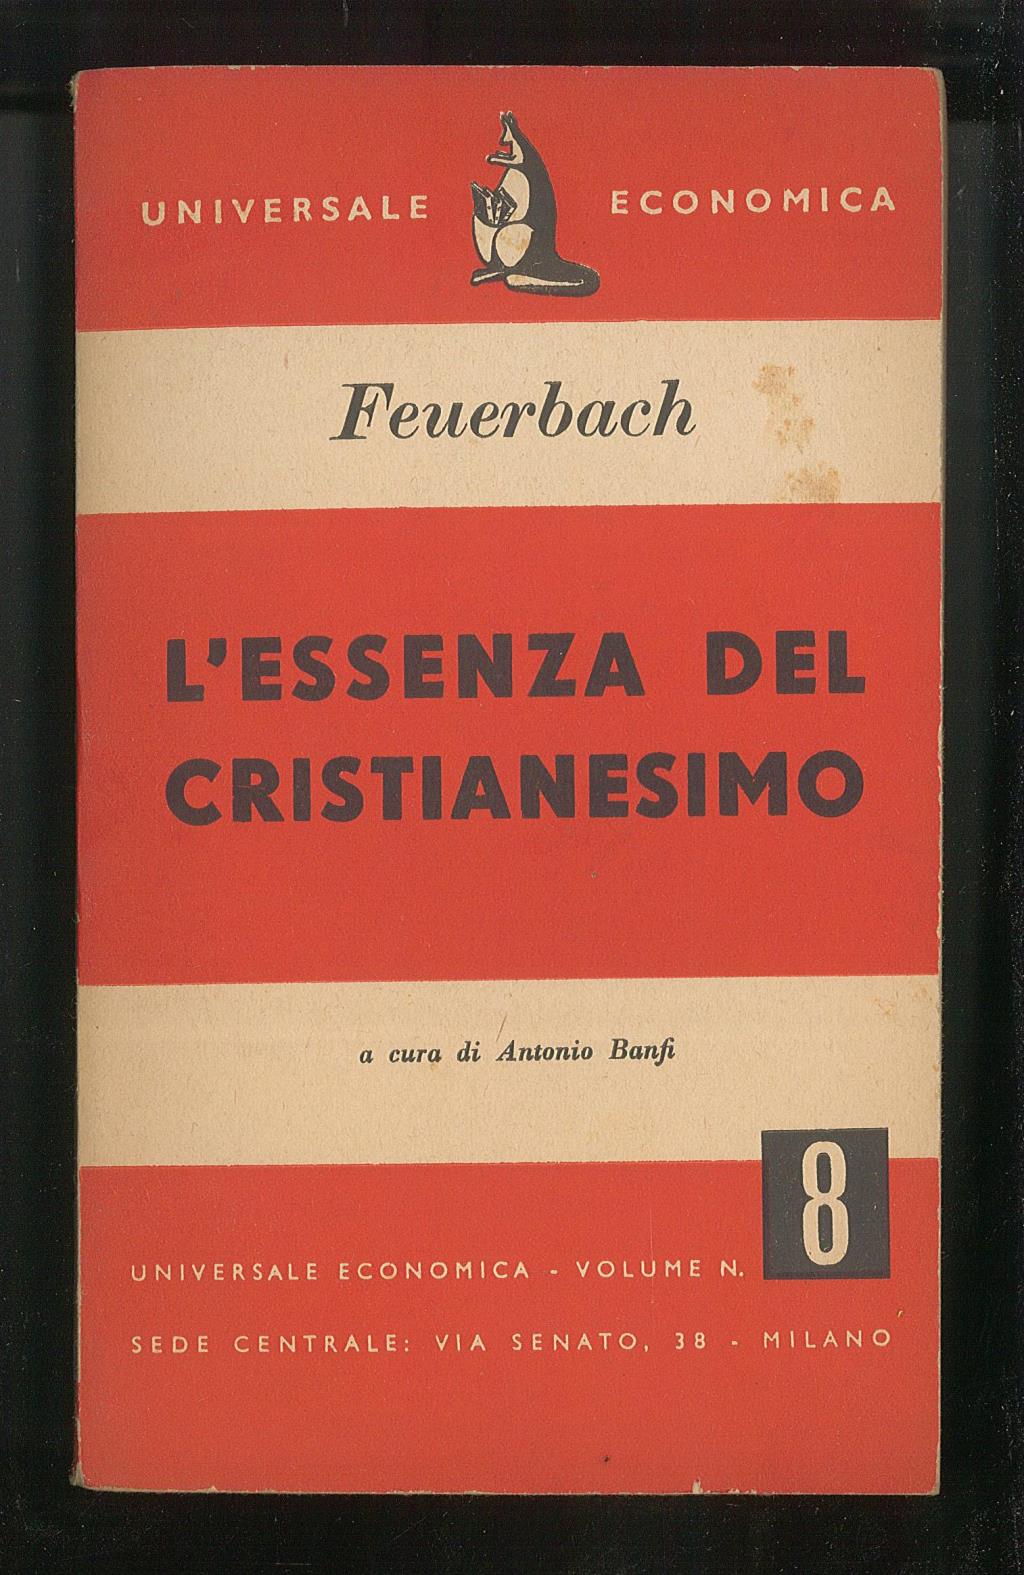 UNIVERSALE ECONOMICA
Feuerbach
L'ESSENZA DEL
CRISTIANESIMO
a cura di Antonio Banfi
8
UNIVERSALE ECONOMICA - VOLUME N.
SEDE CENTRALE: VIA SENATO, 38 - MILANO